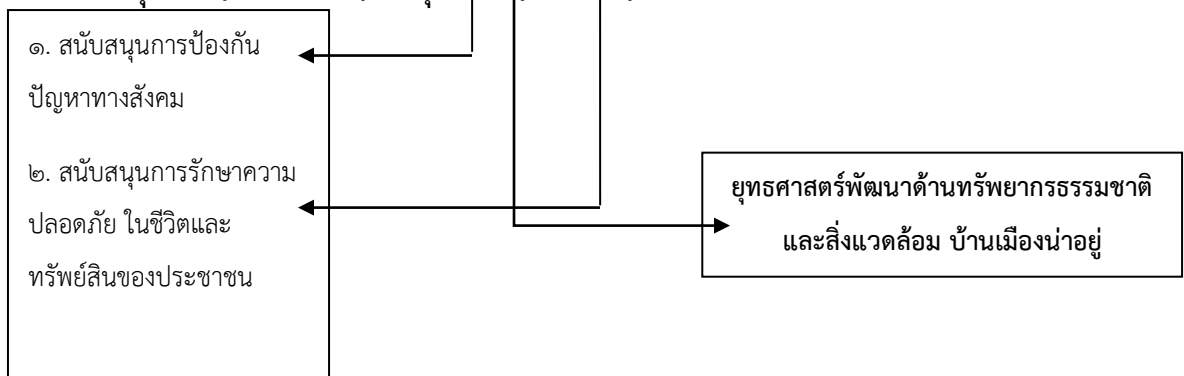 ๑. สนับสนุนการป้องกัน
ปัญหาทางสังคม
๒. สนับสนุนการรักษาความ
ปลอดภัย ในชีวิตและ
ทรัพย์สินของประชาชน
ยุทธศาสตร์พัฒนาด้านทรัพยากรธรรมชาติ
และสิ่งแวดล้อม บ้านเมืองน่าอยู่